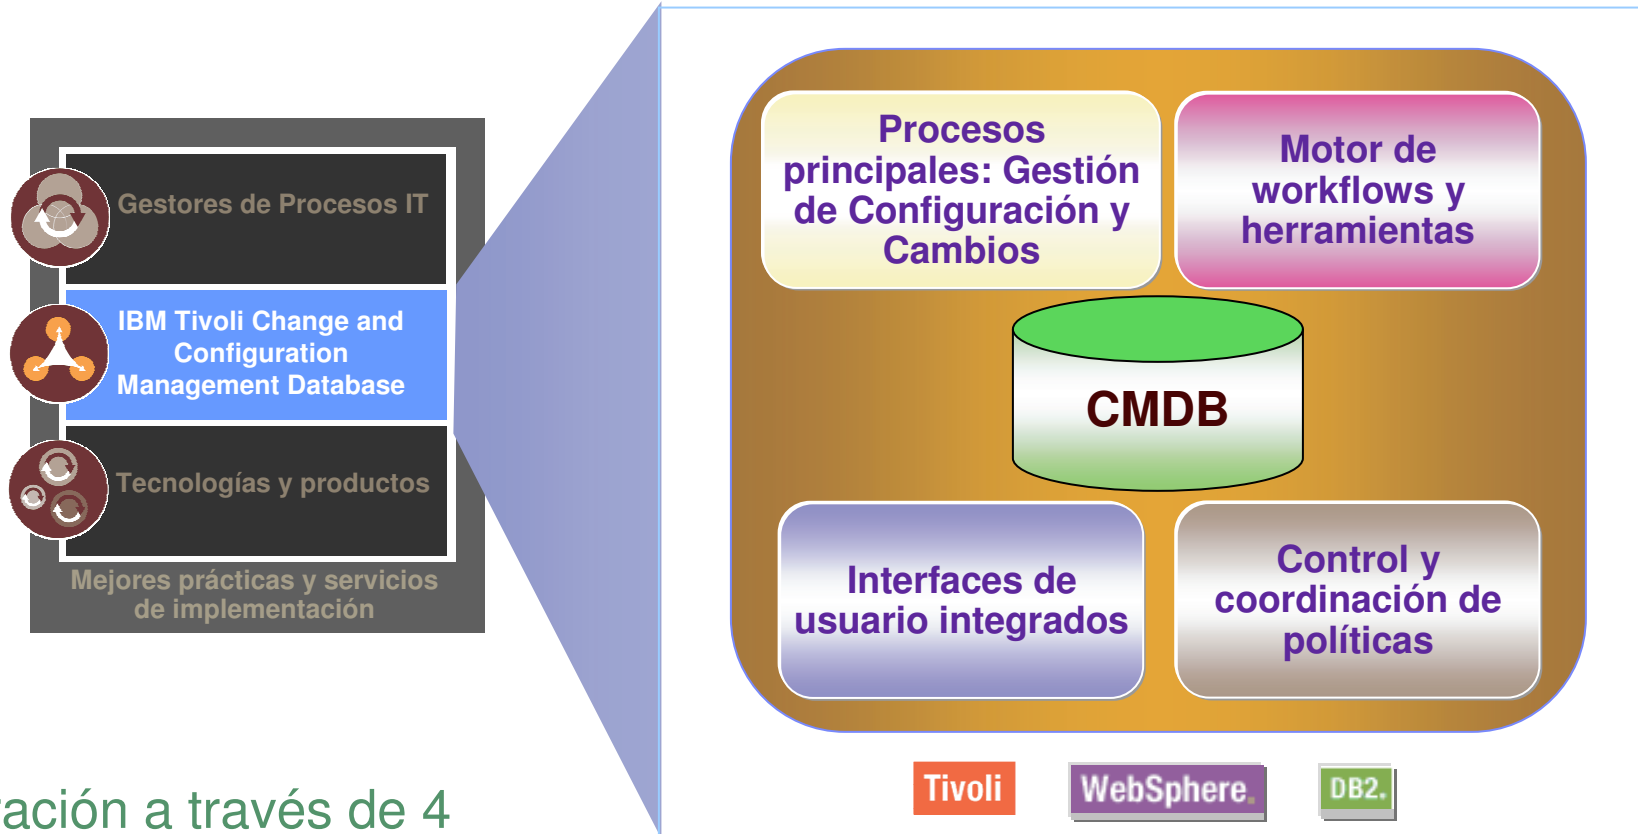 Gestores de Procesos IT
IBM Tivoli Change and
Configuration
Management Database
Tecnologías y productos
Mejores prácticas y servicios
de implementación
Procesos
principales: Gestión
de Configuración y
Cambios
Motor de
workflows y
herramientas
CMDB
Interfaces de
usuario integrados
Control y
coordinación de
políticas
Tivoli
WebSphere.
DB2.
ración a través de 4